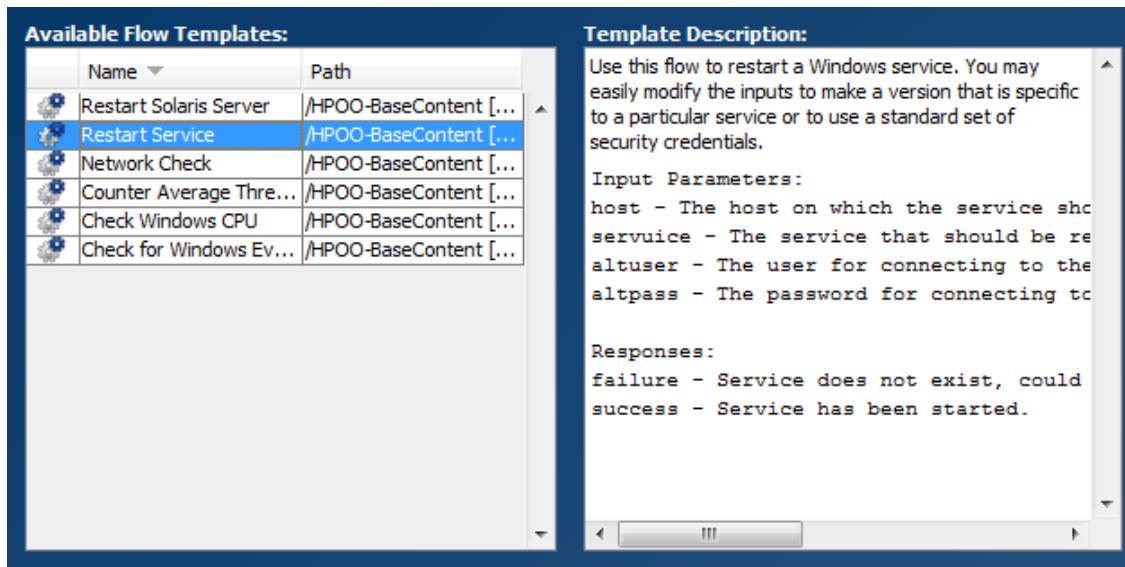 Available Flow Templates:
Name Path
Restart Solaris Server /HPOO-BaseContent [...
Restart Service /HPOO-BaseContent [...
Network Check /HPOO-BaseContent [...
Counter Average Thre... /HPOO-BaseContent [...
Check Windows CPU /HPOO-BaseContent [...
Check for Windows Ev... /HPOO-BaseContent [...
Template Description:
Use this flow to restart a Windows service. You may
easily modify the inputs to make a version that is specific
to a particular service or to use a standard set of
security credentials.
Input Parameters:
host - The host on which the service sho
servuice - The service that should be re
altuser - The user for connecting to the
altpass - The password for connecting to
Responses:
failure - Service does not exist, could
success - Service has been started.